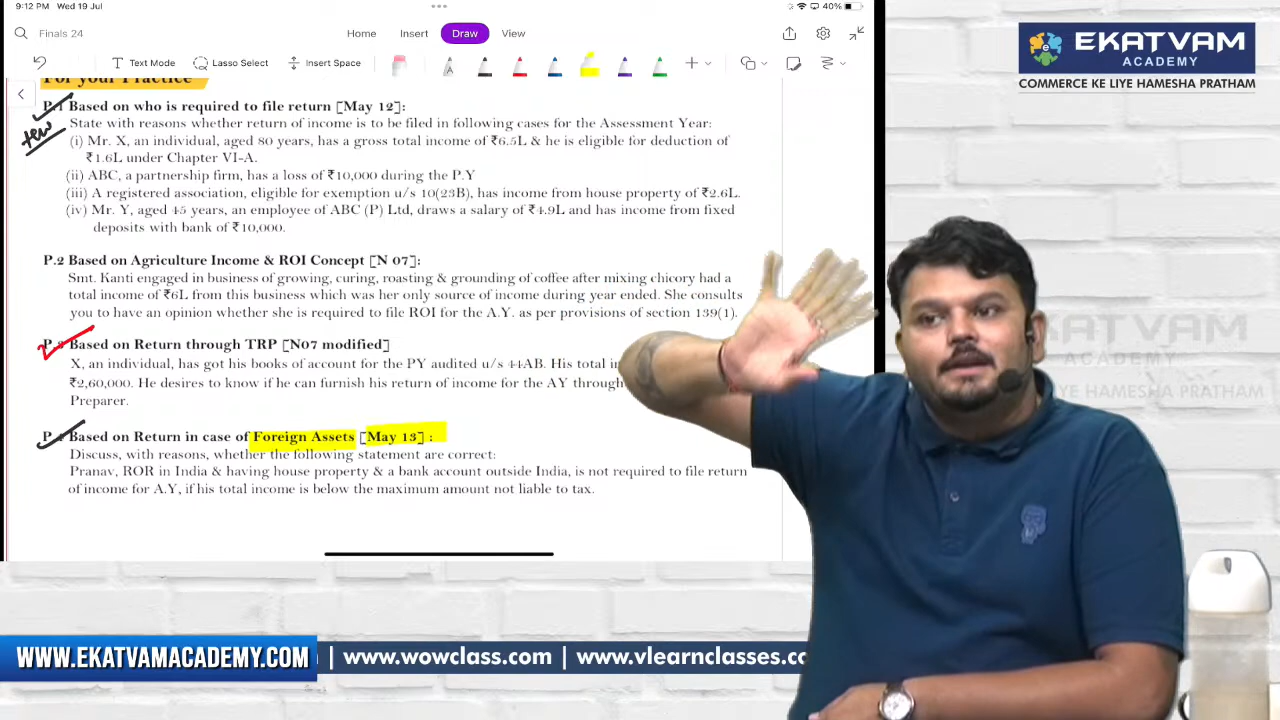 9:12 PM Wed 19 Jul
40%
Finals 24
Home Insert Draw View
Text Mode Lasso Select Insert Space
EKATVAM
ACADEMY
COMMERCE KE LIYE HAMESHA PRATHAM
For your Practice
P.1 Based on who is required to file return [May 12]:
State with reasons whether return of income is to be filed in following cases for the Assessment Year:
(i) Mr. X, an individual, aged 80 years, has a gross total income of ₹6.5L & he is eligible for deduction of
₹1.6L under Chapter VI-A.
(ii) ABC, a partnership firm, has a loss of ₹10,000 during the P.Y
(iii) A registered association, eligible for exemption u/s 10(23B), has income from house property of ₹2.6L.
(iv) Mr. Y, aged 45 years, an employee of ABC (P) Ltd, draws a salary of ₹4.9L and has income from fixed
deposits with bank of ₹10,000.
P.2 Based on Agriculture Income & ROI Concept [N 07]:
Smt. Kanti engaged in business of growing, curing, roasting & grounding of coffee after mixing chicory had a
total income of ₹6L from this business which was her only source of income during year ended. She consults
you to have an opinion whether she is required to file ROI for the A.Y. as per provisions of section 139(1).
P.3 Based on Return through TRP [N07 modified]
X, an individual, has got his books of account for the PY audited u/s 44AB. His total in
₹2,60,000. He desires to know if he can furnish his return of income for the AY through
Preparer.
P.4 Based on Return in case of Foreign Assets [May 13] :
Discuss, with reasons, whether the following statement are correct:
Pranav, ROR in India & having house property & a bank account outside India, is not required to file return
of income for A.Y, if his total income is below the maximum amount not liable to tax.
KATVAM
ACADEMY
LIYE HAMESHA PRATHAM
WWW.EKATVAMACADEMY.COM | www.wowclass.com | www.vlearnclasses.co